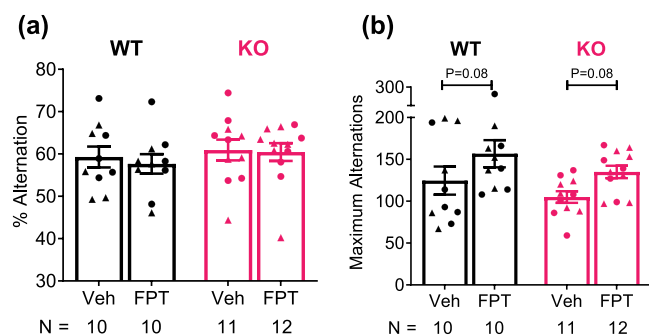 (a)
WT KO
% Alternation
80
70
60
50
40
30
Veh FPT Veh FPT
N = 10 10 11 12
(b)
WT KO
P=0.08 P=0.08
Maximum Alternations
300
200
150
100
50
0
Veh FPT Veh FPT
10 10 11 12